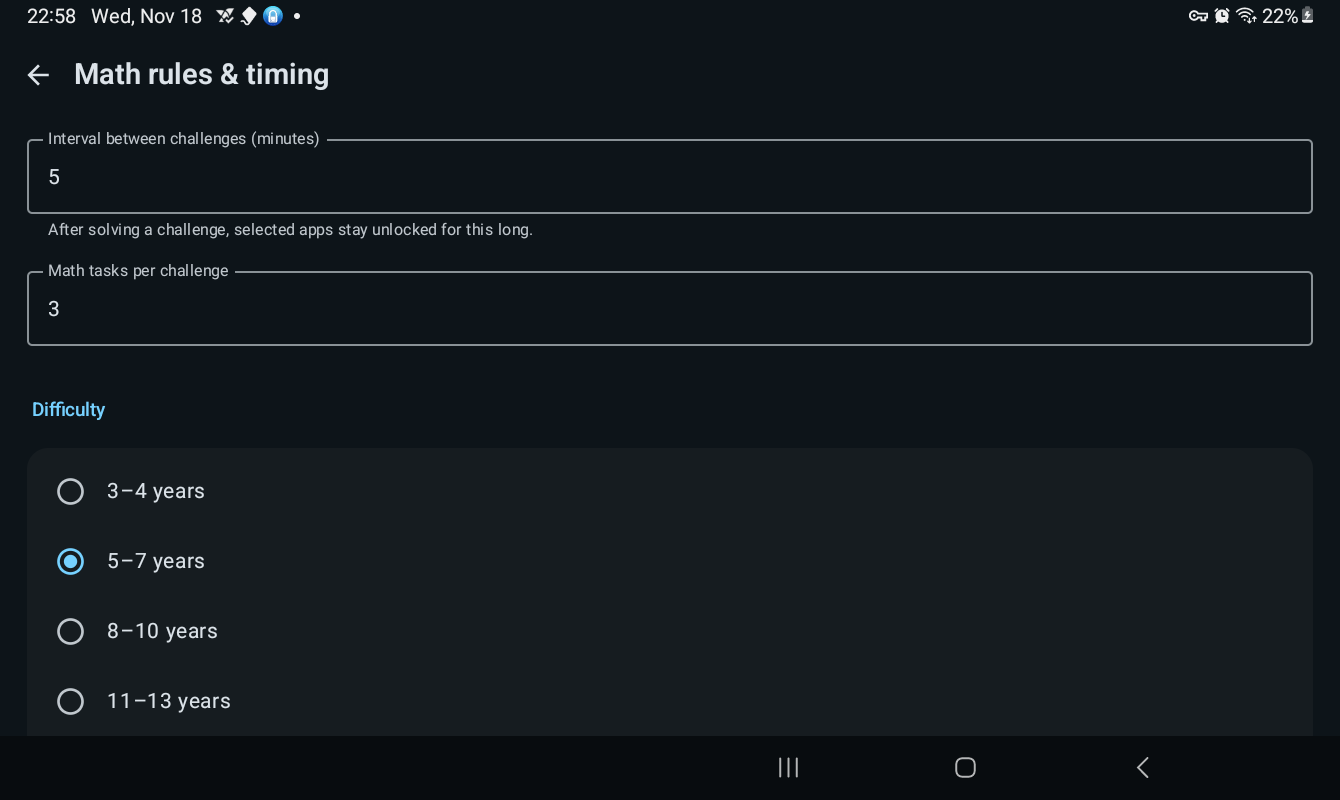 22:58 Wed, Nov 18 22%
Math rules & timing
Interval between challenges (minutes)
5
After solving a challenge, selected apps stay unlocked for this long.
Math tasks per challenge
3
Difficulty
3–4 years
5–7 years
8–10 years
11–13 years